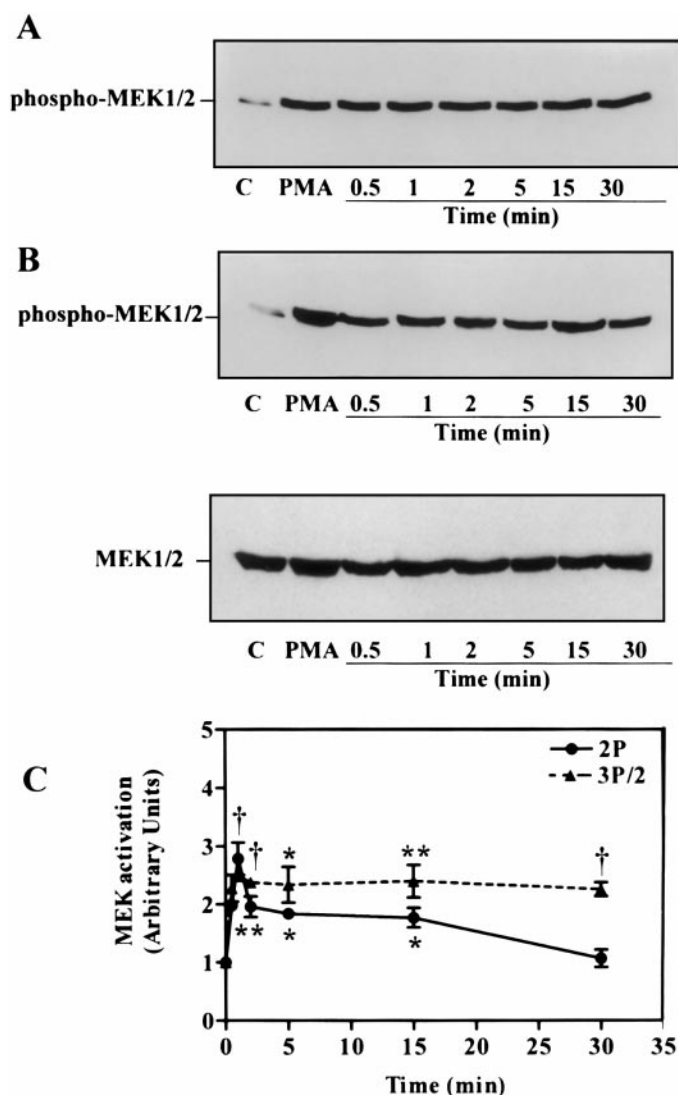 A
phospho-MEK1/2
C PMA 0.5 1 2 5 15 30
Time (min)
B
phospho-MEK1/2
C PMA 0.5 1 2 5 15 30
Time (min)
MEK1/2
C PMA 0.5 1 2 5 15 30
Time (min)
C
MEK activation
(Arbitrary Units)
5
4
3
2
1
0
2P
3P/2
† † * ** †
** * *
0 5 10 15 20 25 30 35
Time (min)